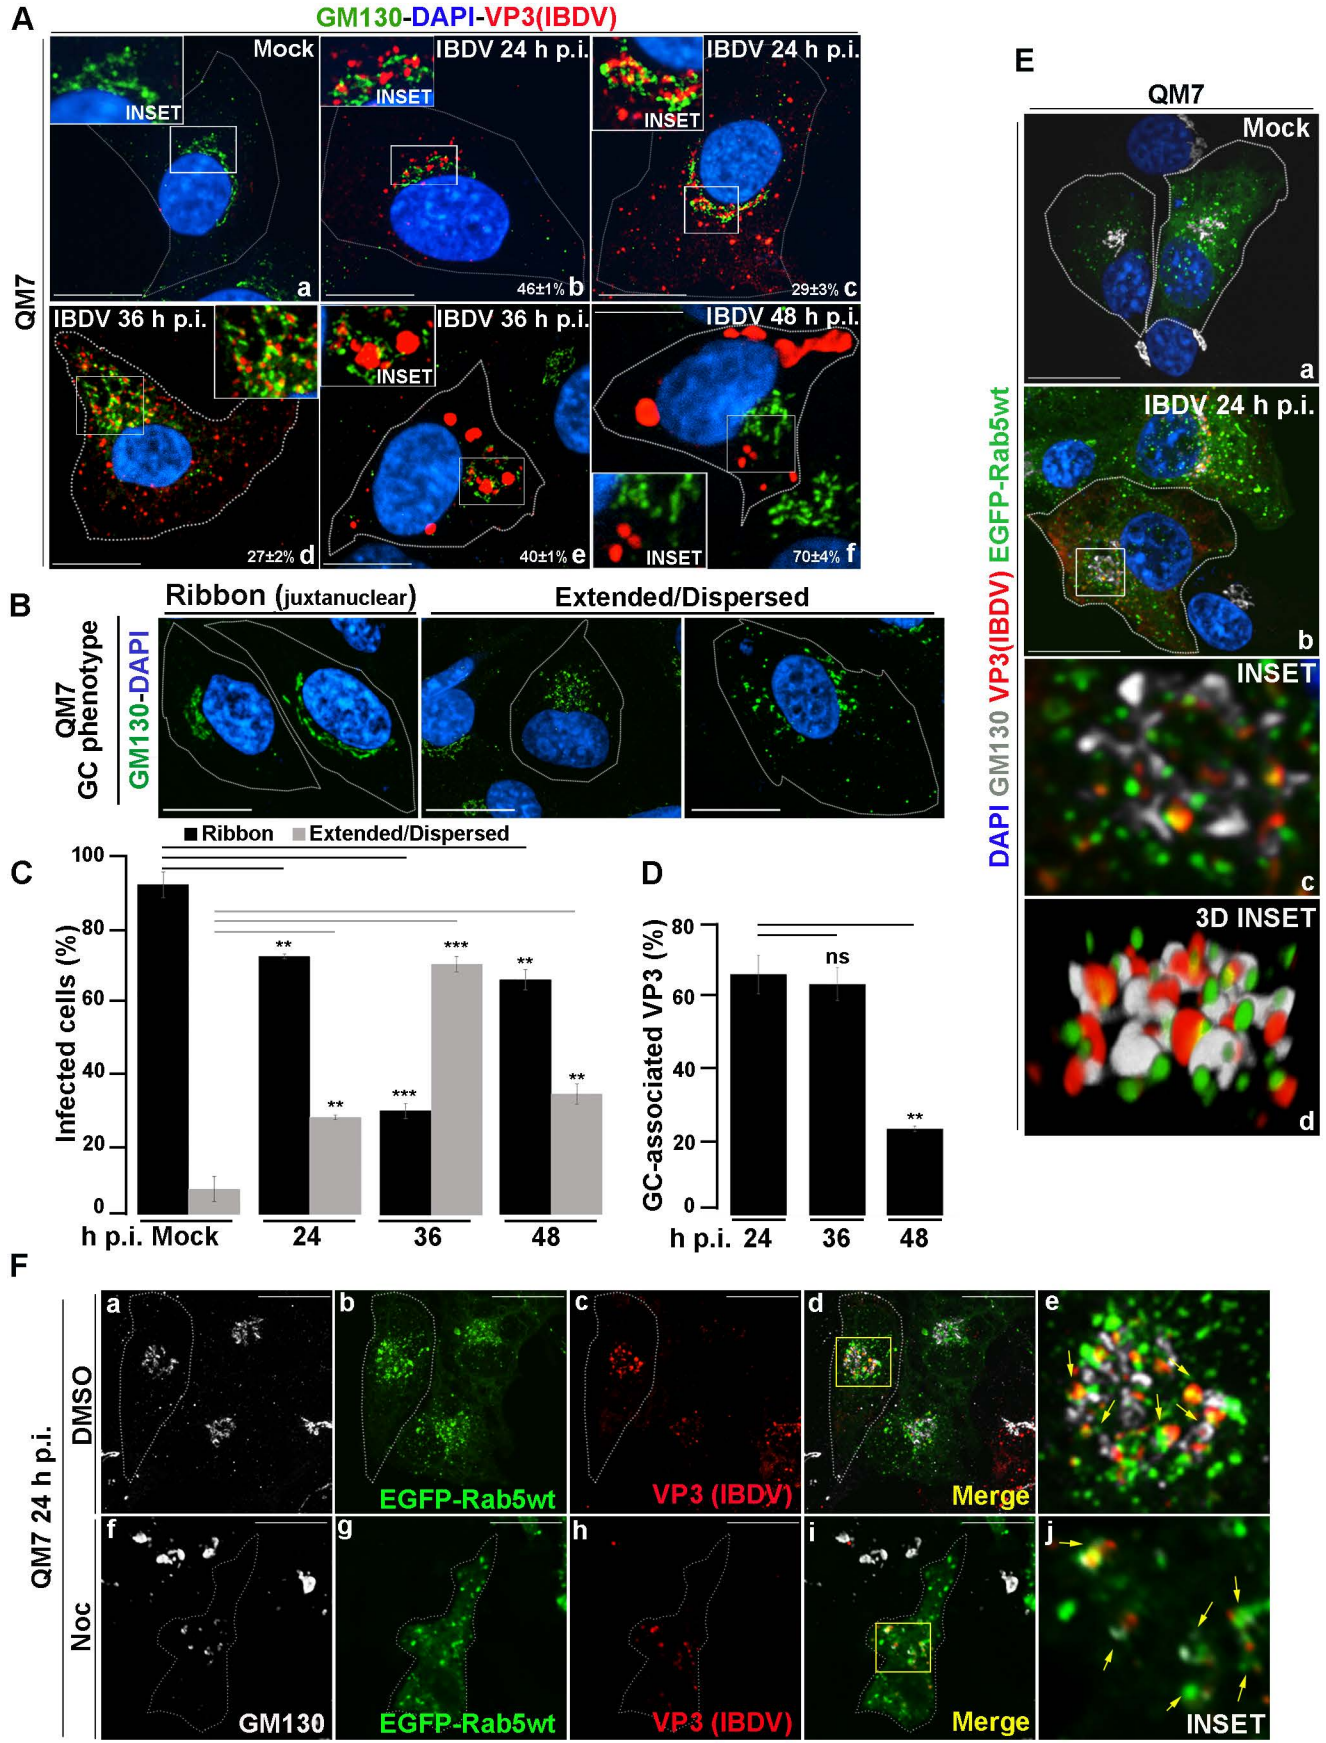 A
GM130-DAPI-VP3(IBDV)
QM7
Mock
INSET
a
IBDV 24 h p.i.
INSET
46±1% b
IBDV 24 h p.i.
INSET
29±3% c
IBDV 36 h p.i.
27±2% d
IBDV 36 h p.i.
INSET
40±1% e
IBDV 48 h p.i.
INSET
70±4% f
B
Ribbon (juxtanuclear)
Extended/Dispersed
QM7
GC phenotype
GM130-DAPI
C
Ribbon
Extended/Dispersed
Infected cells (%)
100
80
60
40
20
0
**
**
***
***
**
**
h p.i. Mock 24 36 48
D
GC-associated VP3 (%)
80
60
40
20
0
ns
**
h p.i. 24 36 48
E
QM7
DAPI GM130 VP3(IBDV) EGFP-Rab5wt
Mock
a
IBDV 24 h p.i.
b
INSET
c
3D INSET
d
F
QM7 24 h p.i.
DMSO
a
b
EGFP-Rab5wt
c
VP3 (IBDV)
d
Merge
e
Noc
f
GM130
g
EGFP-Rab5wt
h
VP3 (IBDV)
i
Merge
j
INSET